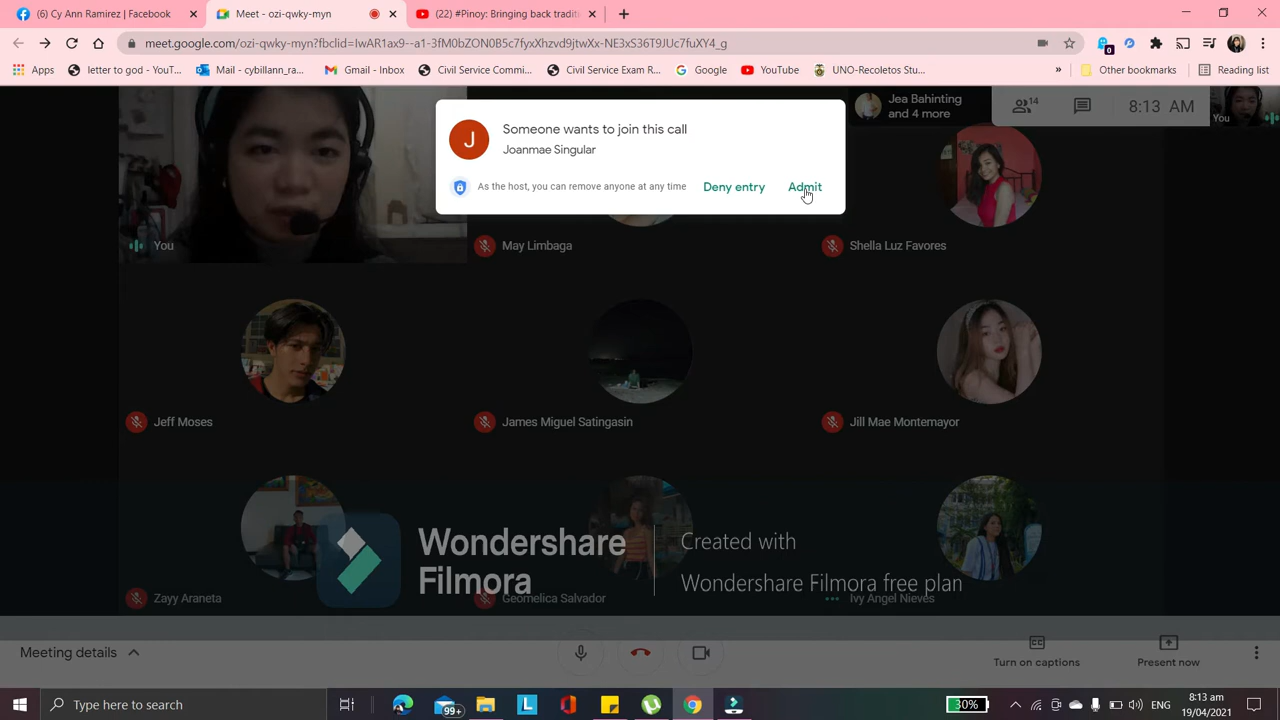 (6) Cy Ann Ramirez | Facebook
Meet - ozi-qwky-myn
(22) #Pinoy: Bringing back tradit
meet.google.com/ozi-qwky-myn?fbclid=IwAR1ax9--a1-3fM0bZON0B5c7fyxXhzvd9jtwXx-NE3xS36T9JUc7fuXY4_g
0
Apps
letter to god - YouT...
Mail - cybillann_ra...
Gmail - Inbox
Civil Service Commi...
Civil Service Exam R...
Google
YouTube
UNO-Recoletos Stu...
»
Other bookmarks
Reading list
Someone wants to join this call
J
Joanmae Singular
As the host, you can remove anyone at any time
Deny entry
Admit
Jea Bahinting
and 4 more
14
8:13 AM
You
You
May Limbaga
Shella Luz Favores
Jeff Moses
James Miguel Satingasin
Jill Mae Montemayor
Wondershare
Filmora
Created with
Wondershare Filmora free plan
Zayy Araneta
Geomelica Salvador
Ivy Angel Nieves
Meeting details
CC
Turn on captions
Present now
Type here to search
99+
L
30%
8:13 am
19/04/2021